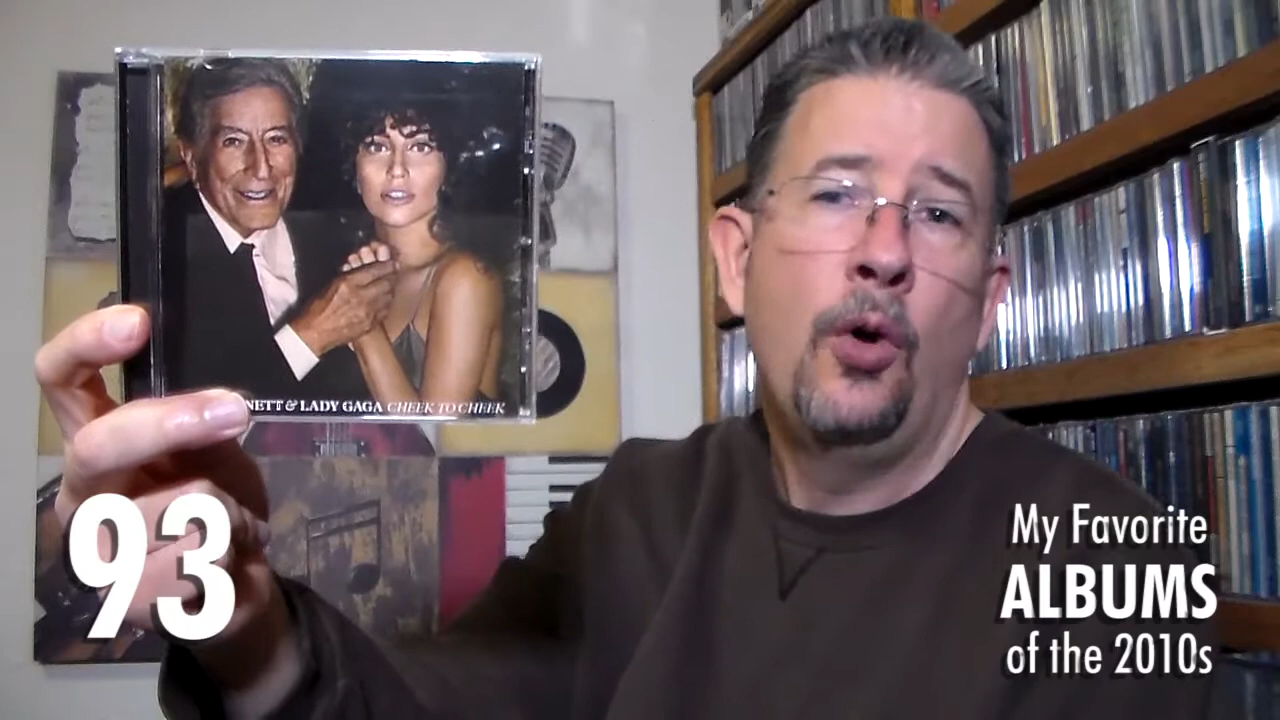 NETT & LADY GAGA CHEEK TO CHEEK
93
My Favorite
ALBUMS
of the 2010s